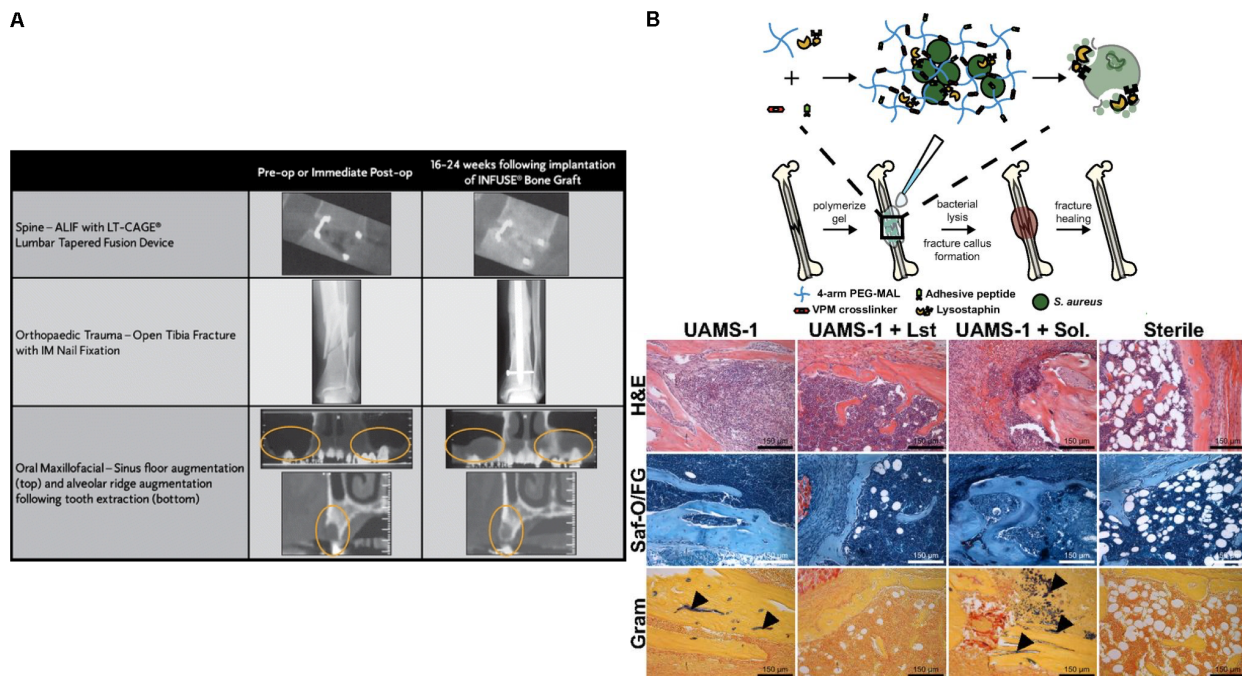 A
Pre-op or Immediate Post-op
16–24 weeks following implantation
of INFUSE® Bone Graft
Spine – ALIF with LT-CAGE®
Lumbar Tapered Fusion Device
Orthopaedic Trauma – Open Tibia Fracture
with IM Nail Fixation
Oral Maxillofacial – Sinus floor augmentation
(top) and alveolar ridge augmentation
following tooth extraction (bottom)
B
+
polymerize
gel
bacterial
lysis
fracture callus
formation
fracture
healing
4-arm PEG-MAL
Adhesive peptide
S. aureus
VPM crosslinker
Lysostaphin
UAMS-1
UAMS-1 + Lst
UAMS-1 + Sol.
Sterile
H&E
150 µm
150 µm
150 µm
150 µm
Saf-O/FG
150 µm
150 µm
150 µm
150 µm
Gram
150 µm
150 µm
150 µm
150 µm